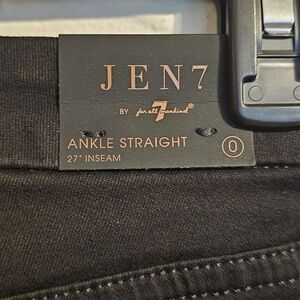 JEN7
BY for all 7 mankind®
ANKLE STRAIGHT 0
27" INSEAM